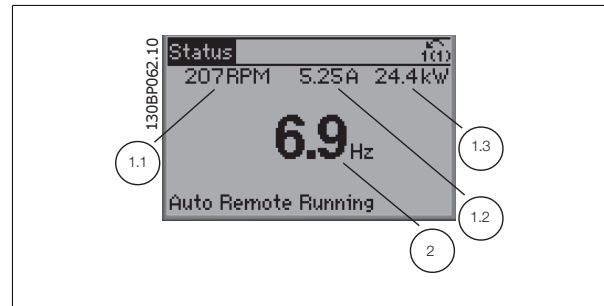 130BP062.10
Status
1(1)
207RPM 5.25A 24.4kW
6.9Hz
Auto Remote Running
1.1
1.3
1.2
2